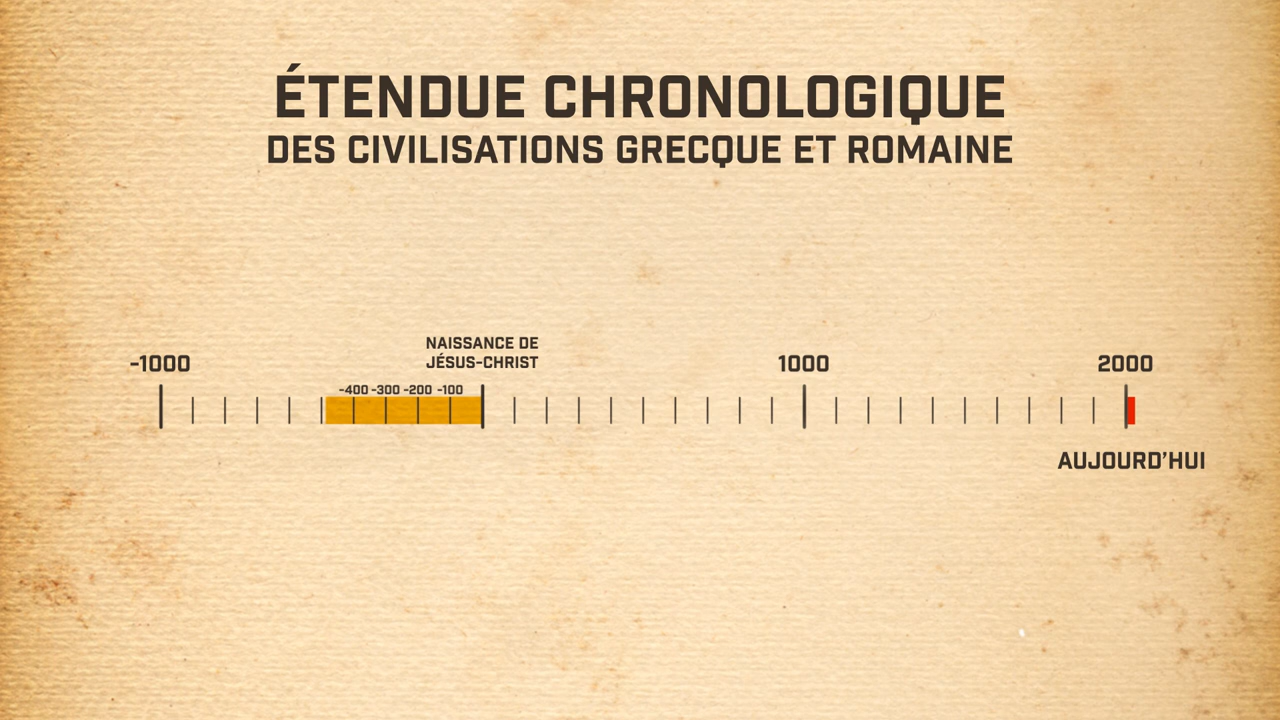 ÉTENDUE CHRONOLOGIQUE
DES CIVILISATIONS GRECQUE ET ROMAINE
NAISSANCE DE
JÉSUS-CHRIST
-1000
1000
2000
-400 -300 -200 -100
AUJOURD'HUI